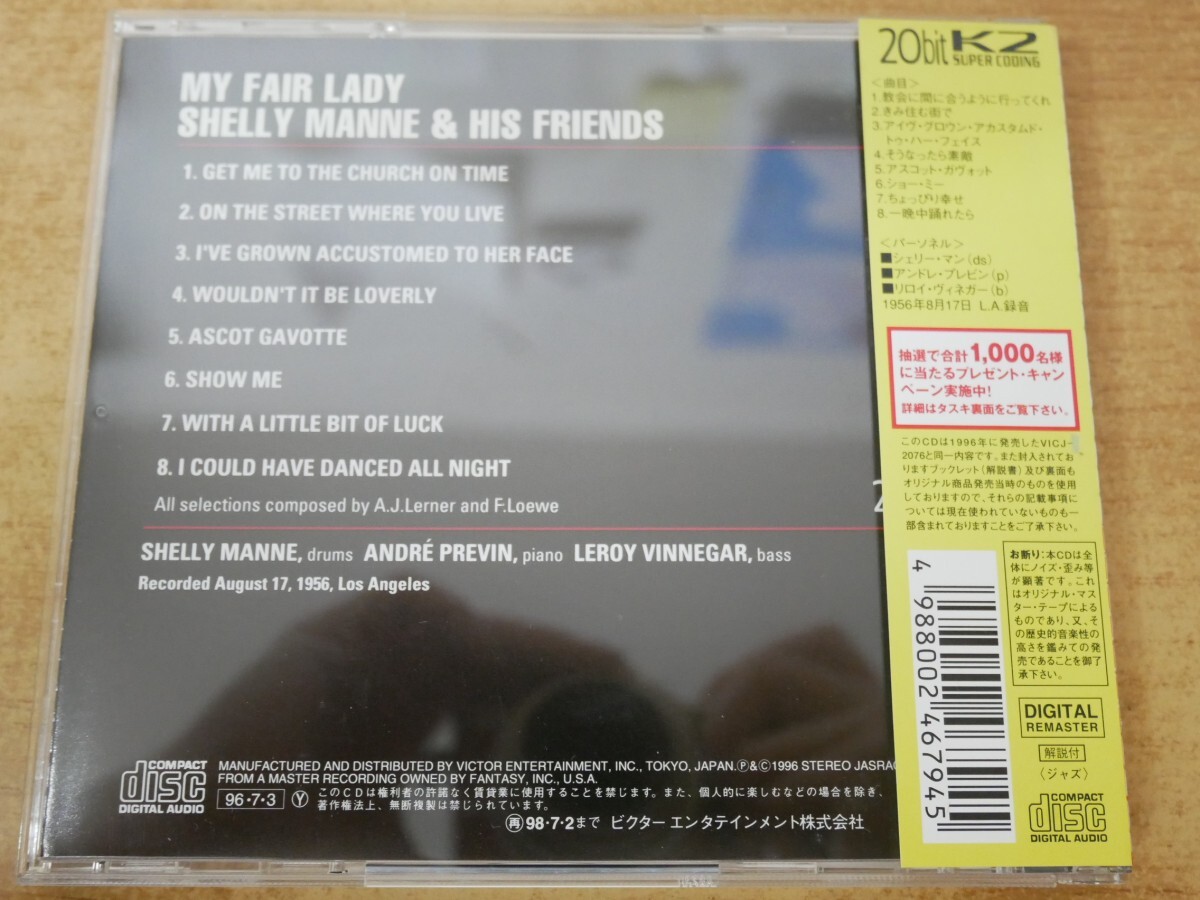 MY FAIR LADY
SHELLY MANNE & HIS FRIENDS
1. GET ME TO THE CHURCH ON TIME
2. ON THE STREET WHERE YOU LIVE
3. I'VE GROWN ACCUSTOMED TO HER FACE
4. WOULDN'T IT BE LOVERLY
5. ASCOT GAVOTTE
6. SHOW ME
7. WITH A LITTLE BIT OF LUCK
8. I COULD HAVE DANCED ALL NIGHT
All selections composed by A.J.Lerner and F.Loewe
2
SHELLY MANNE, drums ANDRÉ PREVIN, piano LEROY VINNEGAR, bass
Recorded August 17, 1956, Los Angeles
COMPACT
disc
DIGITAL AUDIO
MANUFACTURED AND DISTRIBUTED BY VICTOR ENTERTAINMENT, INC., TOKYO, JAPAN.Ⓟ&©1996 STEREO JASRAC
FROM A MASTER RECORDING OWNED BY FANTASY, INC., U.S.A.
96・7・3 Ⓨ
このCDは権利者の許諾なく賃貸業に使用することを禁じます。また、個人的に楽しむなどの場合を除き、
著作権法上、無断複製は禁じられています。
㊢98・7・2まで ビクター エンタテインメント株式会社
20bit K2
SUPER CODING
<曲目>
1.教会に間に合うように行ってくれ
2.きみ住む街で
3.アイヴ・グロウン・アカスタムド・
トゥ・ハー・フェイス
4.そうなったら素敵
5.アスコット・ガヴォット
6.ショー・ミー
7.ちょっぴり幸せ
8.一晩中踊れたら
<パーソネル>
■シェリー・マン(ds)
■アンドレ・プレビン(p)
■リロイ・ヴィネガー(b)
1956年8月17日 L.A.録音
抽選で合計1,000名様
に当たるプレゼント・キャン
ペーン実施中!
詳細はタスキ裏面をご覧下さい。
このCDは1996年に発売したVICJ-
2076と同一内容です。また封入されてお
りますブックレット(解説書)及び裏面も
オリジナル商品発売当時のものを使用
しておりますので、それらの記載事項に
ついては現在使われていないものも一
部含まれておりますことをご了承下さい。
4 988002 467945
お断り:本CDは全
体にノイズ・歪み等
が顕著です。これ
はオリジナル・マス
ター・テープによる
ものであり、又、そ
の歴史的音楽性の
高さを鑑みての発
売であることを御了
承下さい。
DIGITAL
REMASTER
解説付
〈ジャズ〉
COMPACT
disc
DIGITAL AUDIO